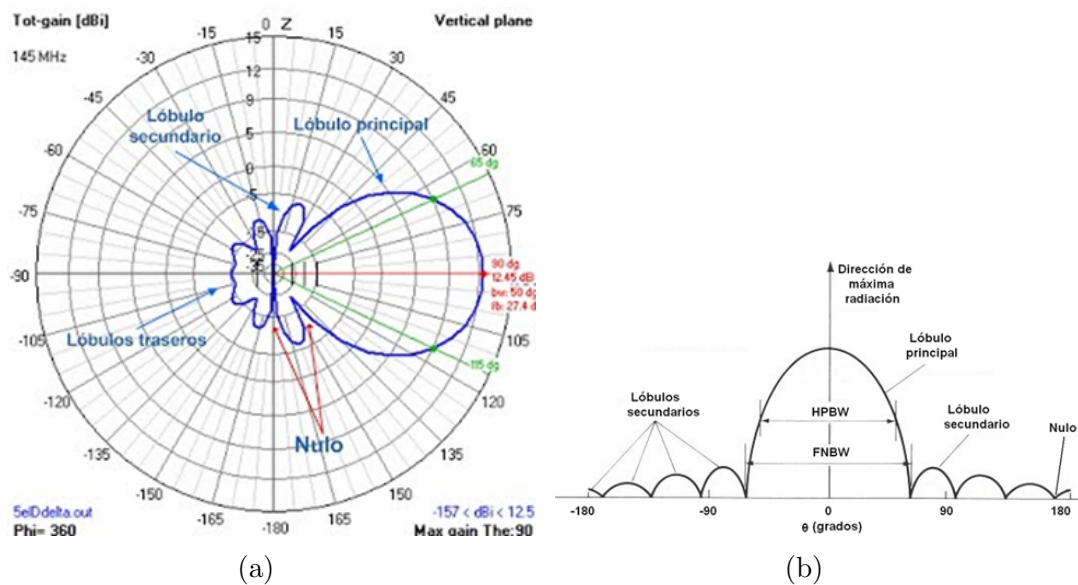 Tot-gain [dBi]
0 Z
Vertical plane
145 MHz
-15
15
15
-30
30
12
-45
45
9
Lóbulo
secundario
Lóbulo principal
5
-60
60
0
65 dg
-5
-75
75
-90
90 dg
12.45 dBi
bw: 50 dg
fb: 27.4 d
Lóbulos traseros
-105
105
115 dg
-120
120
Nulo
-135
135
-150
150
-165
165
-180
5elDdelta.out
-157 < dBi < 12.5
Phi= 360
Max gain The:90
(a)
Dirección de
máxima
radiación
Lóbulo
principal
Lóbulos
secundarios
HPBW
Lóbulo
secundario
Nulo
FNBW
-180
-90
0
90
180
θ (grados)
(b)